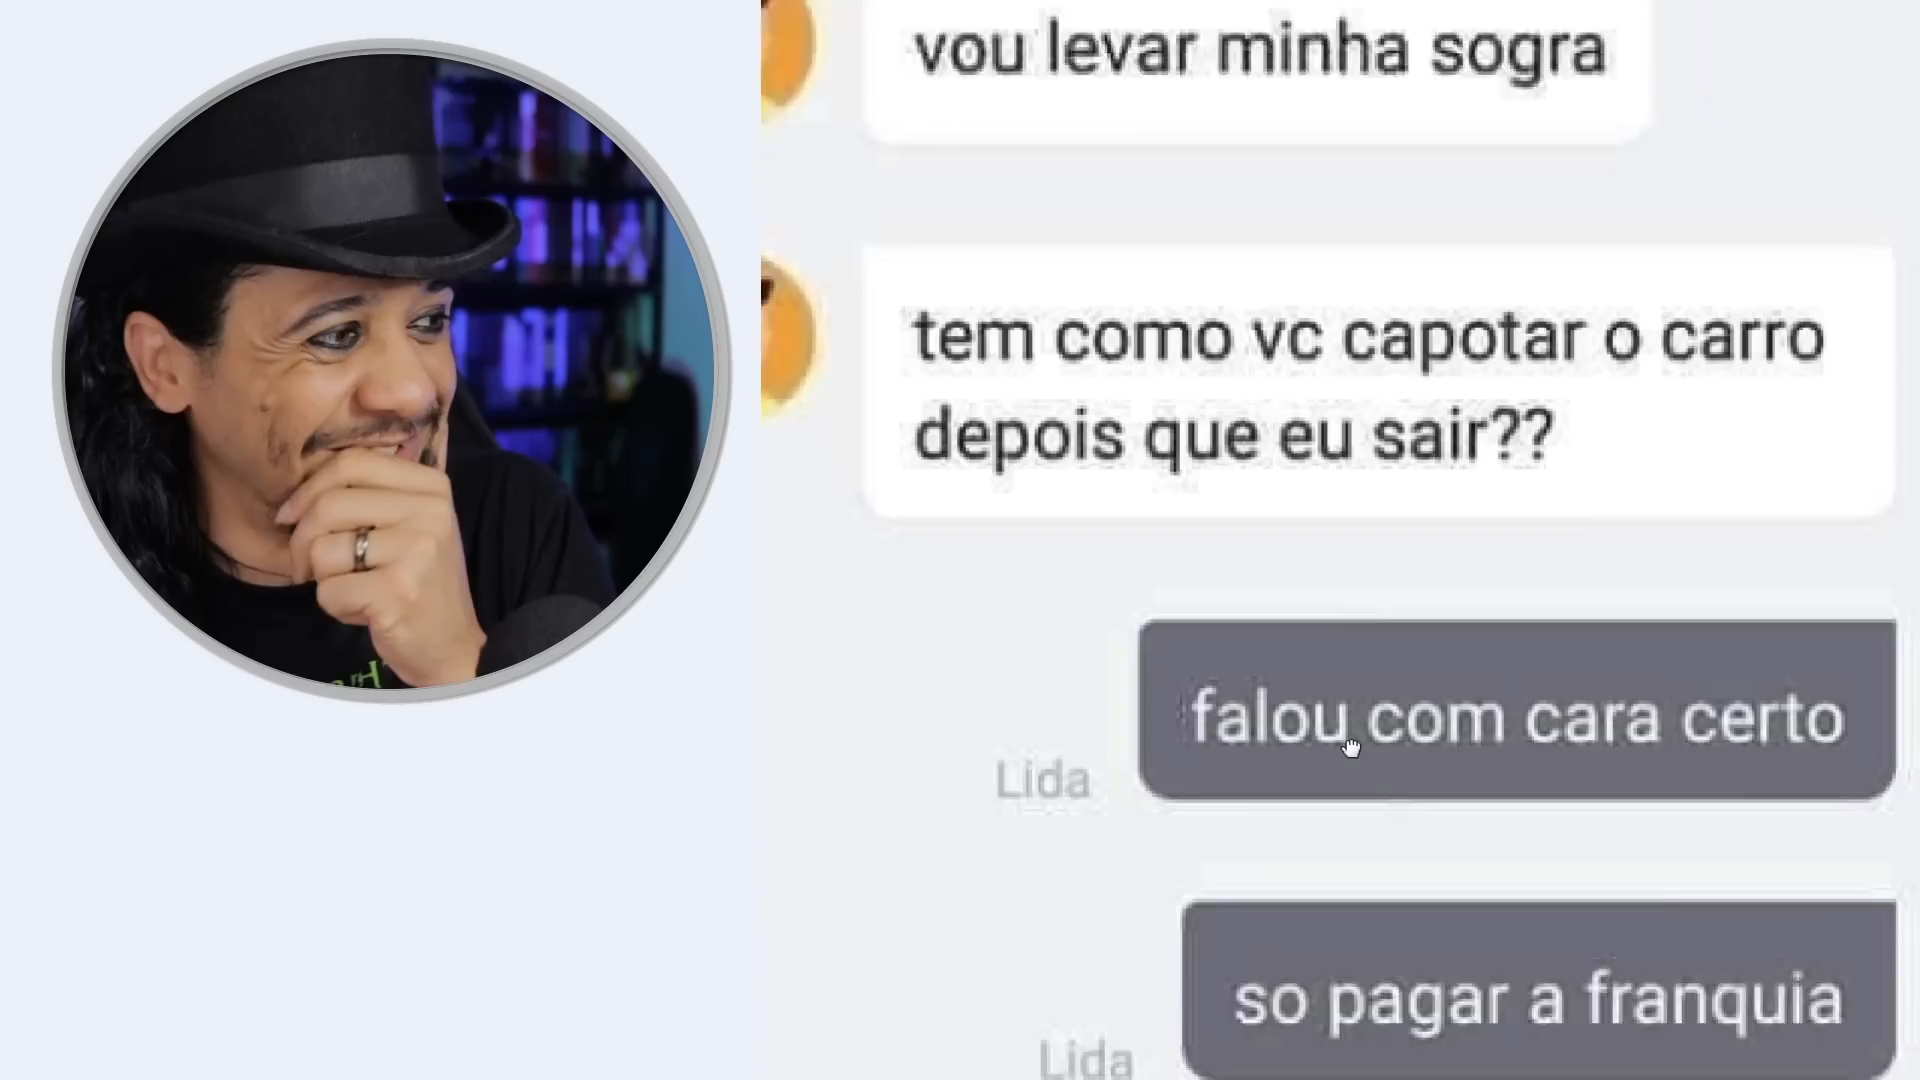 vou levar minha sogra
tem como vc capotar o carro
depois que eu sair??
falou com cara certo
Lida
so pagar a franquia
Lida